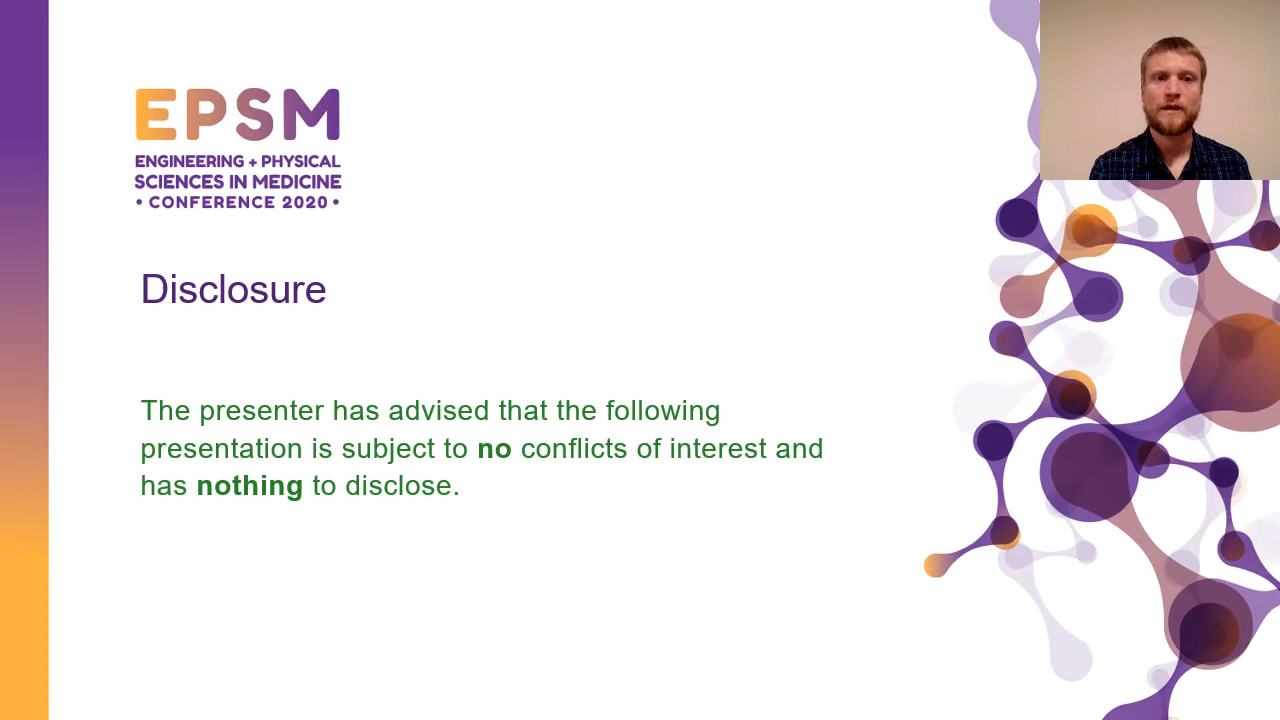 EPSM
ENGINEERING + PHYSICAL
SCIENCES IN MEDICINE
• CONFERENCE 2020 •
Disclosure
The presenter has advised that the following
presentation is subject to no conflicts of interest and
has nothing to disclose.